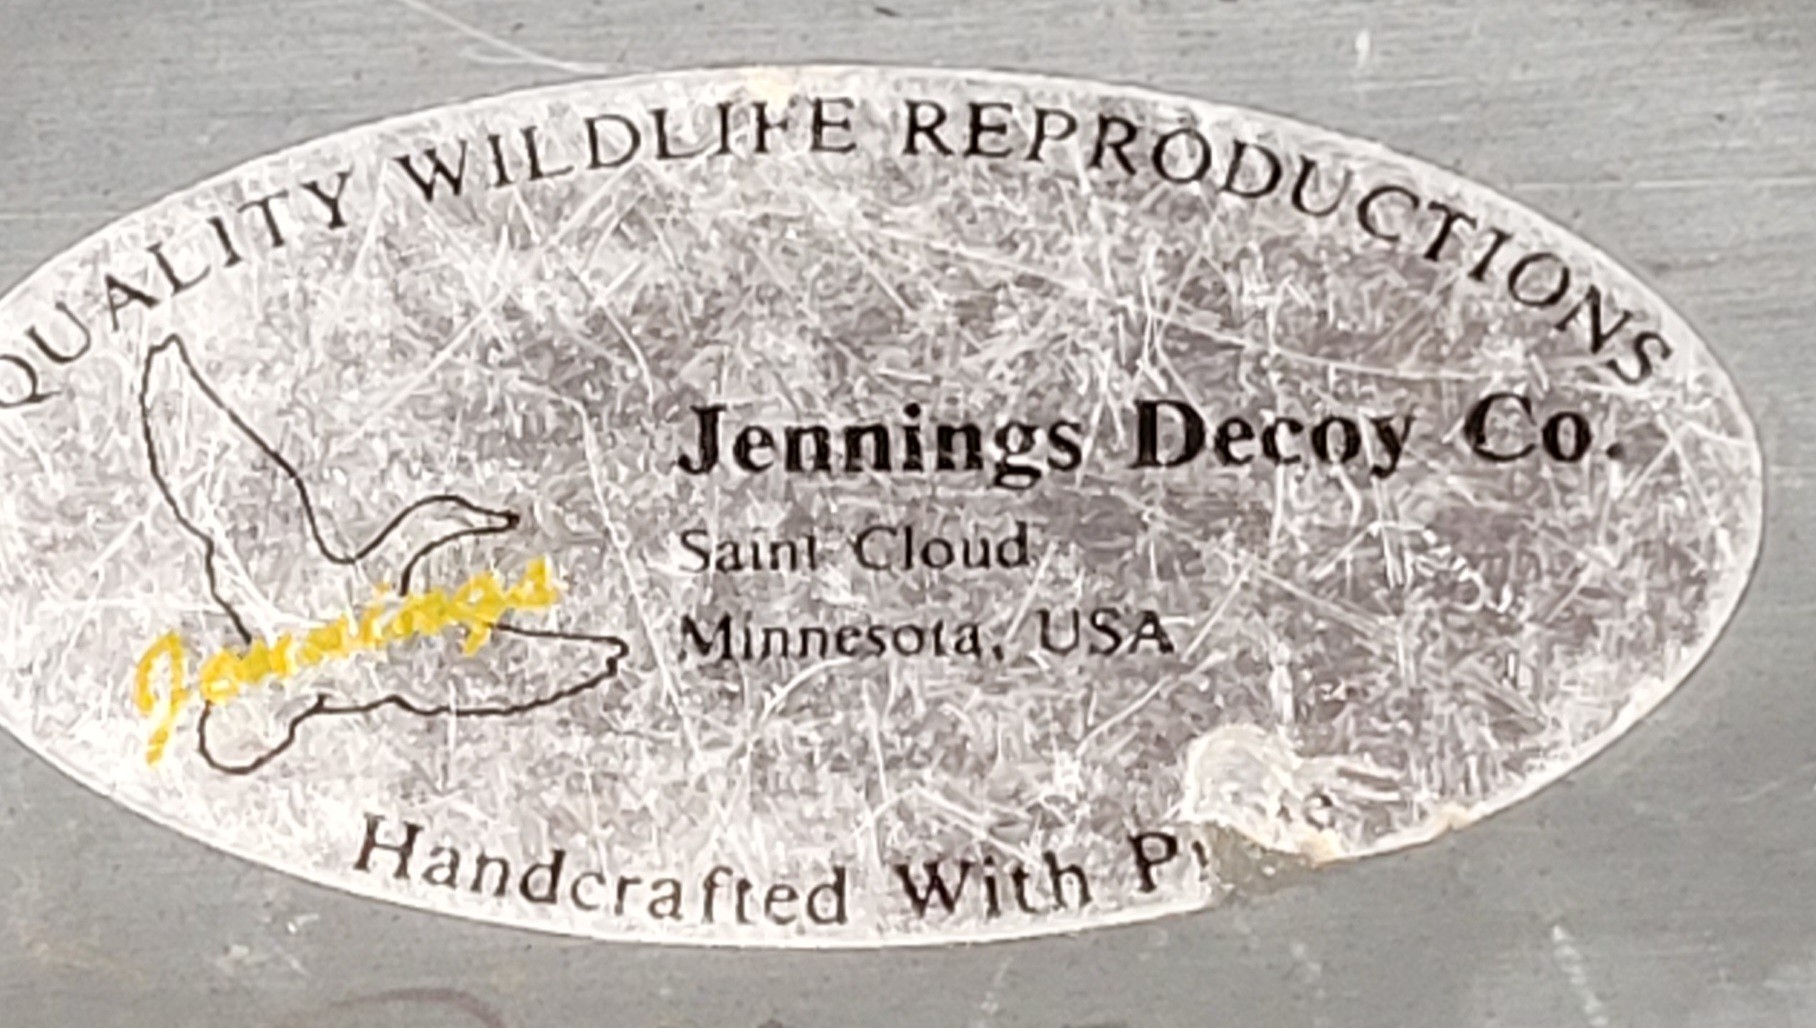 QUALITY WILDLIFE REPRODUCTIONS
Jennings Decoy Co.
Saint Cloud
Jennings
Minnesota, USA
Handcrafted With